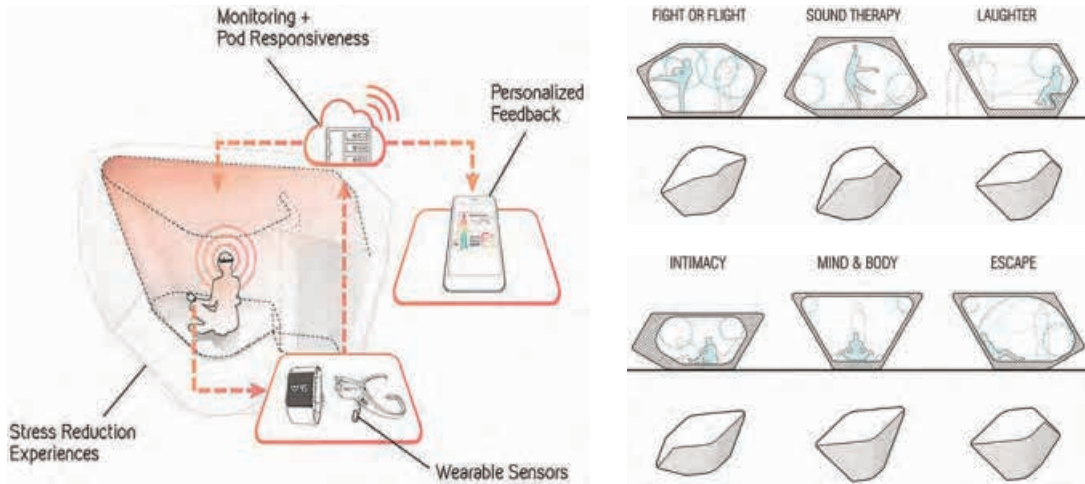 Monitoring +
Pod Responsiveness
Personalized
Feedback
Stress Reduction
Experiences
Wearable Sensors
FIGHT OR FLIGHT
SOUND THERAPY
LAUGHTER
INTIMACY
MIND & BODY
ESCAPE